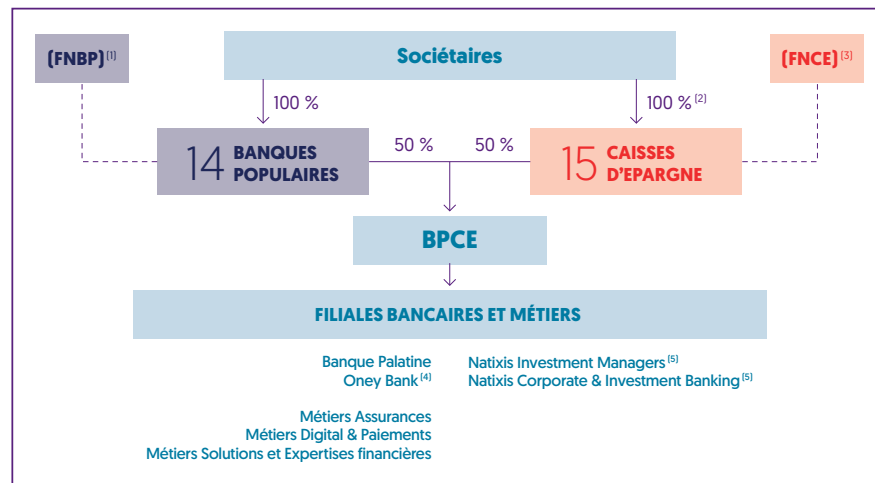 (FNBP)(1)
Sociétaires
(FNCE)(3)
100 %
100 %(2)
14 BANQUES
POPULAIRES
50 %
50 %
15 CAISSES
D'EPARGNE
BPCE
FILIALES BANCAIRES ET MÉTIERS
Banque Palatine
Oney Bank(4)
Natixis Investment Managers(5)
Natixis Corporate & Investment Banking(5)
Métiers Assurances
Métiers Digital & Paiements
Métiers Solutions et Expertises financières